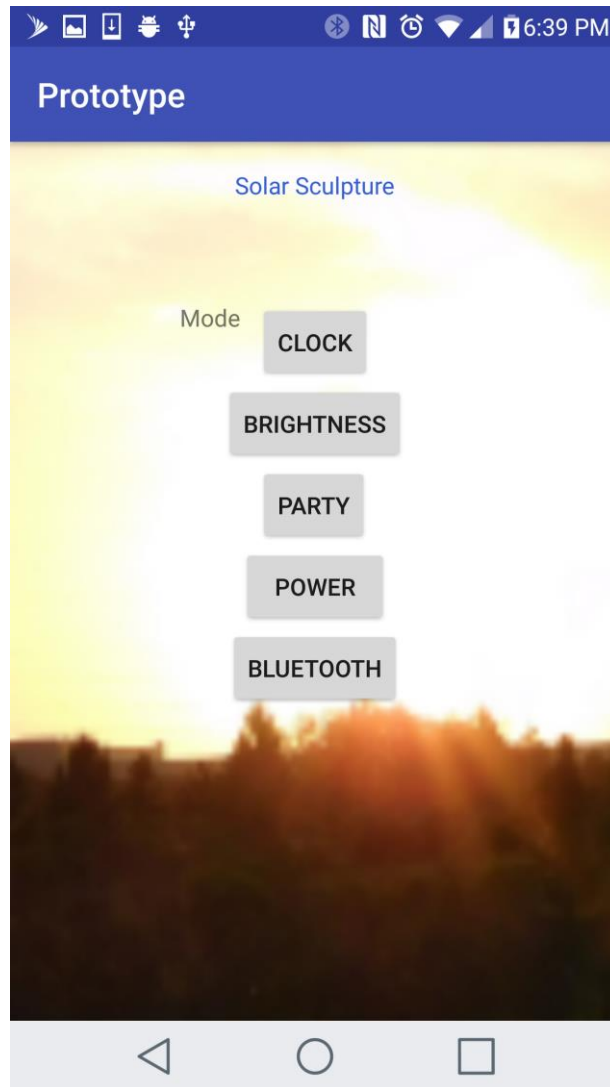 6:39 PM
Prototype
Solar Sculpture
Mode
CLOCK
BRIGHTNESS
PARTY
POWER
BLUETOOTH